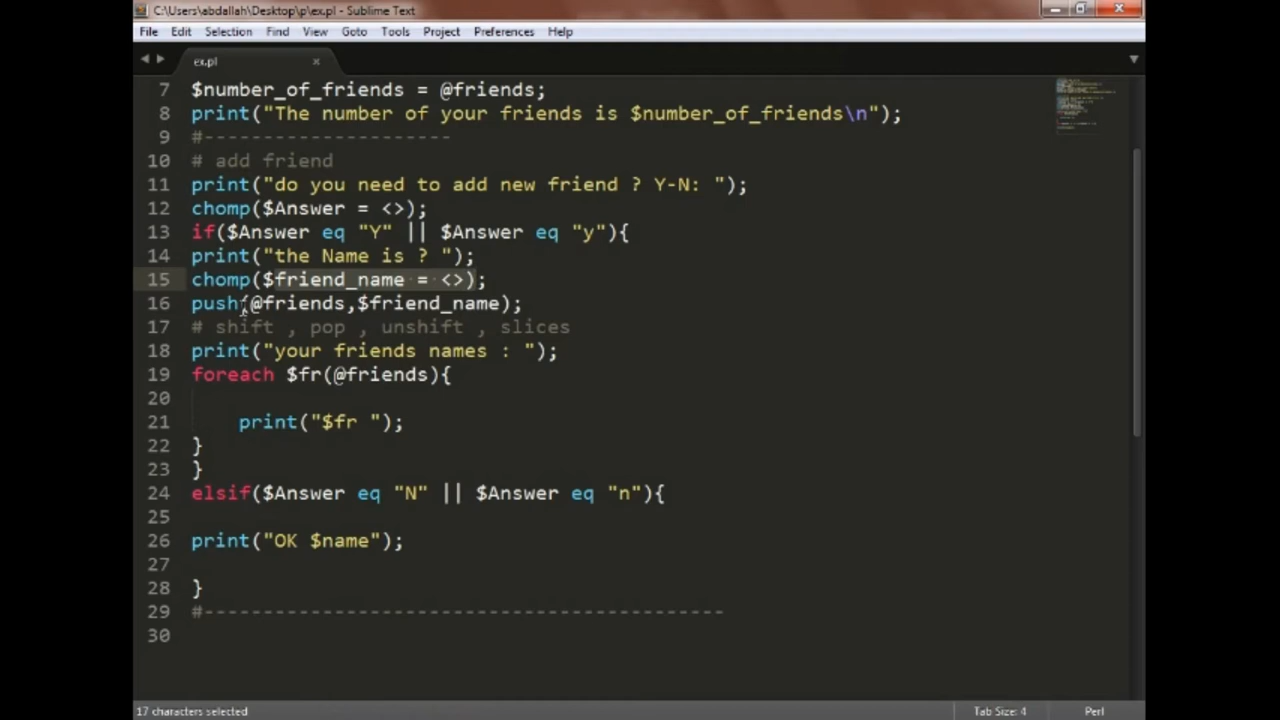 C:\Users\abdallah\Desktop\p\ex.pl - Sublime Text
File Edit Selection Find View Goto Tools Project Preferences Help
ex.pl
7 $number_of_friends = @friends;
8 print("The number of your friends is $number_of_friends\n");
9 #---------------------
10 # add friend
11 print("do you need to add new friend ? Y-N: ");
12 chomp($Answer = <>);
13 if($Answer eq "Y" || $Answer eq "y"){
14 print("the Name is ? ");
15 chomp($friend_name = <>);
16 push(@friends,$friend_name);
17 # shift , pop , unshift , slices
18 print("your friends names : ");
19 foreach $fr(@friends){
20
21 print("$fr ");
22 }
23 }
24 elsif($Answer eq "N" || $Answer eq "n"){
25
26 print("OK $name");
27
28 }
29 #--------------------------------------------
30
17 characters selected Tab Size: 4 Perl